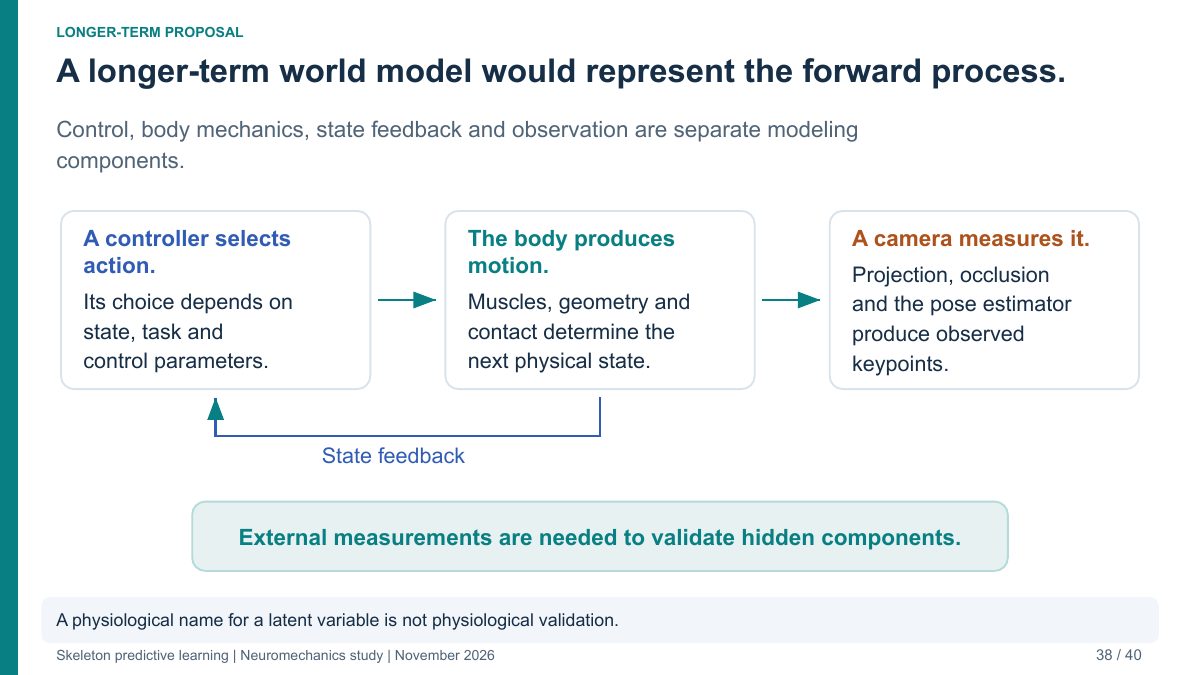 LONGER-TERM PROPOSAL
A longer-term world model would represent the forward process.
Control, body mechanics, state feedback and observation are separate modeling
components.
A controller selects
action.
Its choice depends on
state, task and
control parameters.
The body produces
motion.
Muscles, geometry and
contact determine the
next physical state.
A camera measures it.
Projection, occlusion
and the pose estimator
produce observed
keypoints.
State feedback
External measurements are needed to validate hidden components.
A physiological name for a latent variable is not physiological validation.
Skeleton predictive learning | Neuromechanics study | November 2026
38 / 40